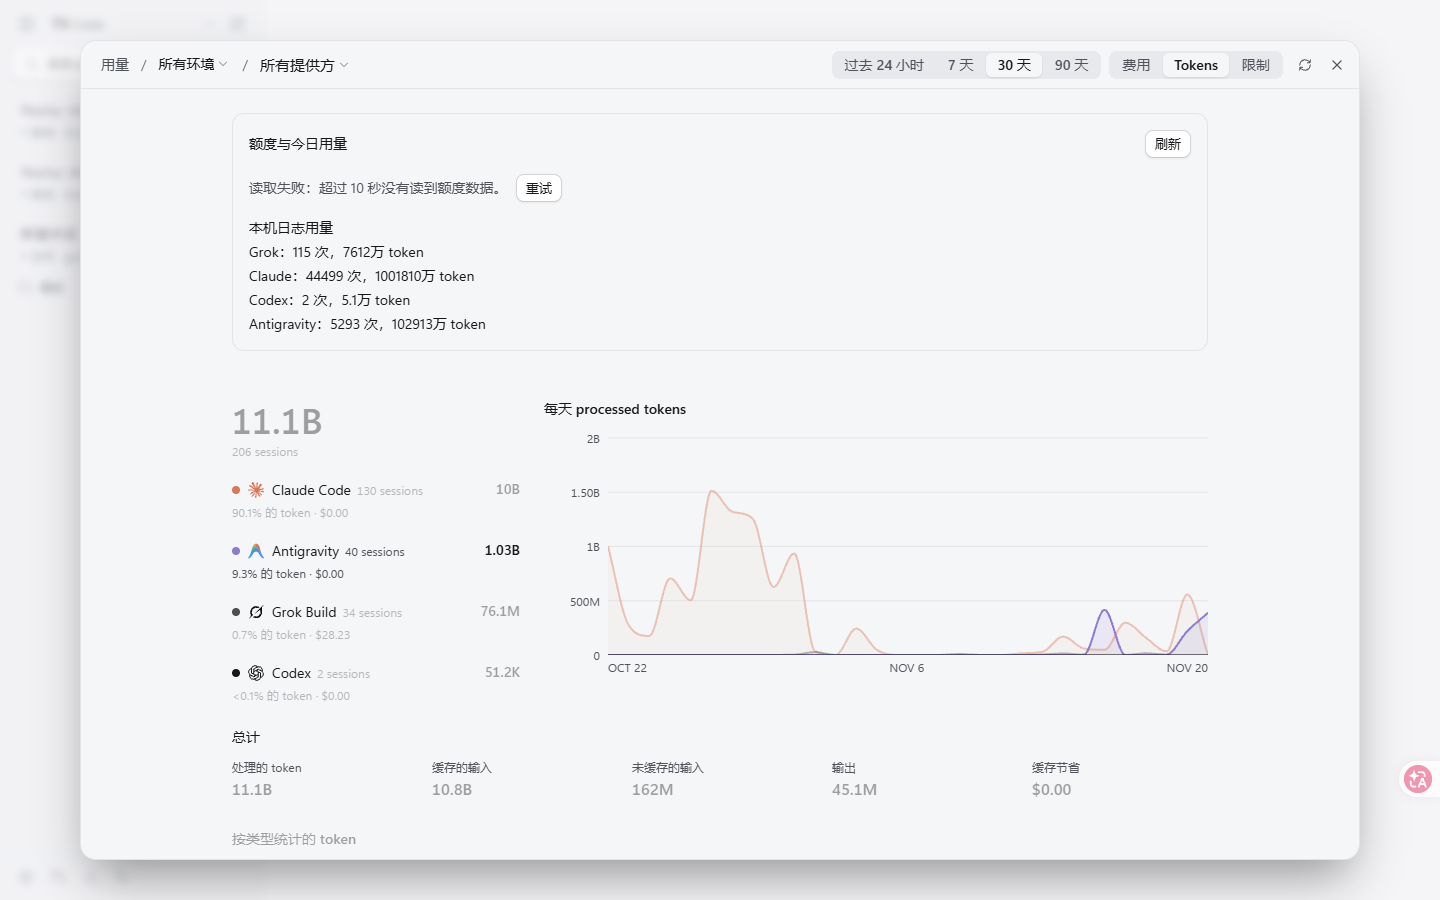 用量 / 所有环境 / 所有提供方
过去 24 小时 7 天 30 天 90 天 费用 Tokens 限制
额度与今日用量
刷新
读取失败：超过 10 秒没有读到额度数据。 重试
本机日志用量
Grok：115 次，7612万 token
Claude：44499 次，1001810万 token
Codex：2 次，5.1万 token
Antigravity：5293 次，102913万 token
11.1B
206 sessions
Claude Code 130 sessions 10B
90.1% 的 token · $0.00
Antigravity 40 sessions 1.03B
9.3% 的 token · $0.00
Grok Build 34 sessions 76.1M
0.7% 的 token · $28.23
Codex 2 sessions 51.2K
<0.1% 的 token · $0.00
每天 processed tokens
2B
1.50B
1B
500M
0
OCT 22 NOV 6 NOV 20
总计
处理的 token 缓存的输入 未缓存的输入 输出 缓存节省
11.1B 10.8B 162M 45.1M $0.00
按类型统计的 token